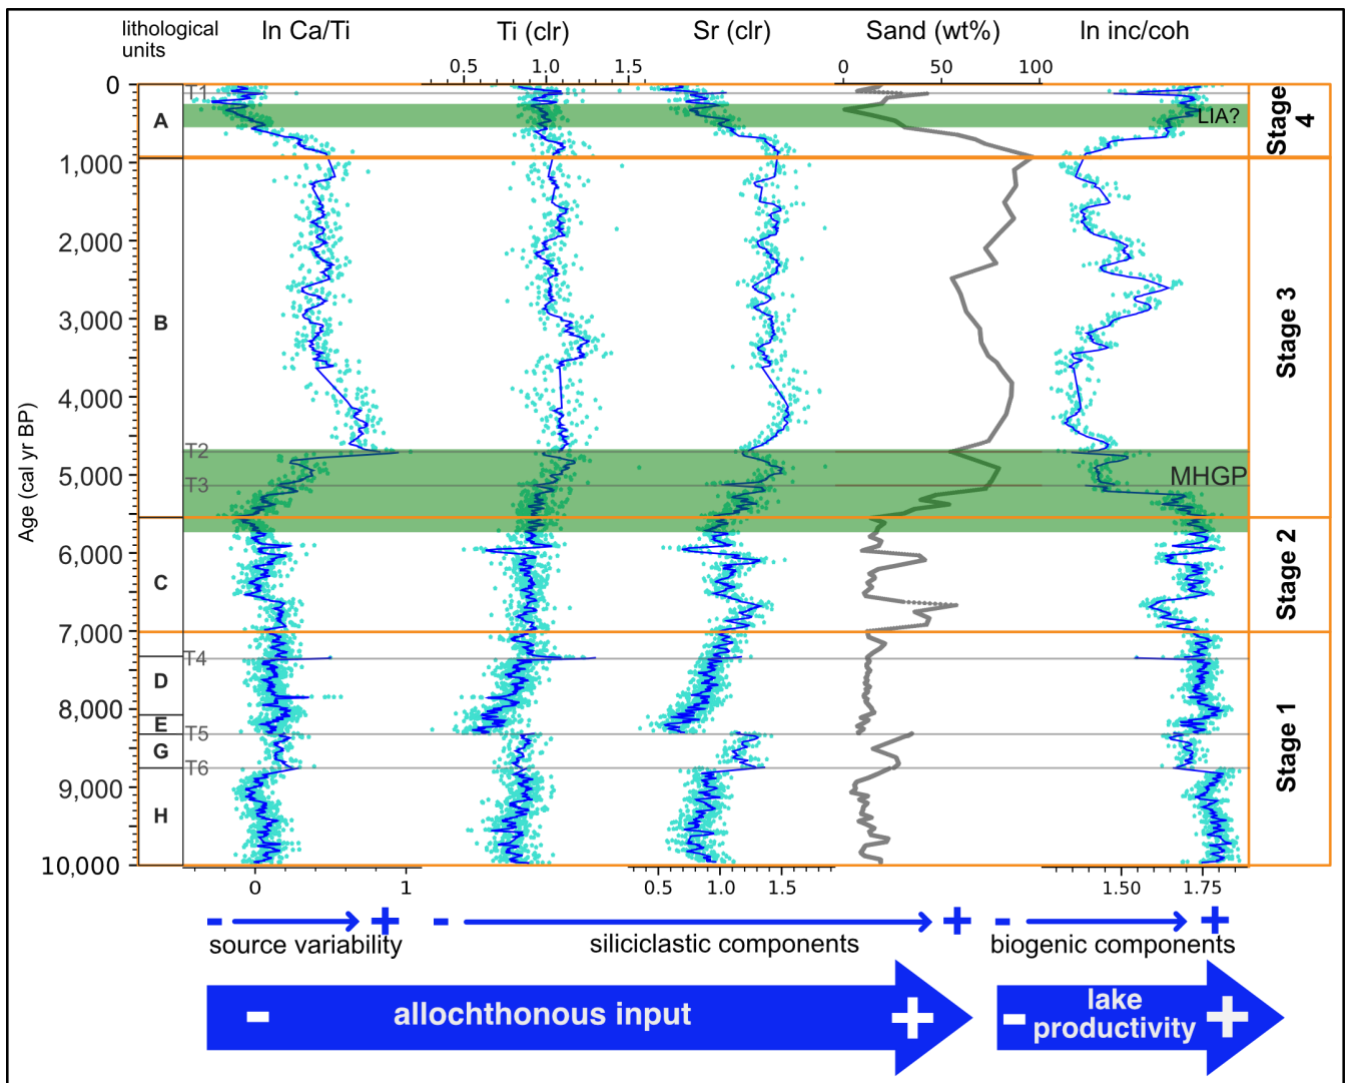 lithological
units
ln Ca/Ti
Ti (clr)
Sr (clr)
Sand (wt%)
ln inc/coh
0.5
1.0
1.5
0
50
100
Age (cal yr BP)
0
1,000
2,000
3,000
4,000
5,000
6,000
7,000
8,000
9,000
10,000
A
B
C
D
E
G
H
T1
T2
T3
T4
T5
T6
LIA?
MHGP
Stage 4
Stage 3
Stage 2
Stage 1
0
1
0.5
1.0
1.5
1.50
1.75
- +
- +
- +
source variability
siliciclastic components
biogenic components
- allochthonous input +
- lake
productivity +